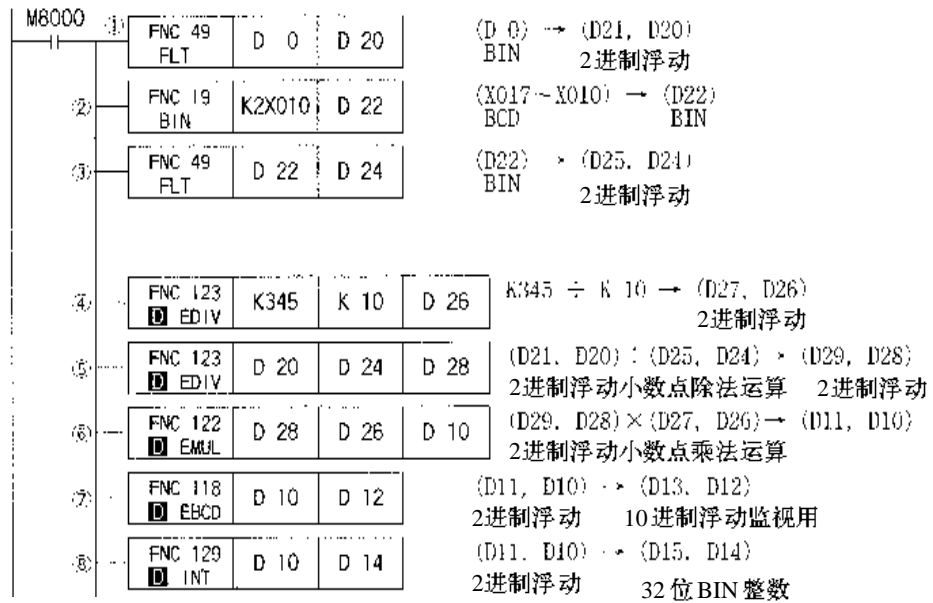 M8000
① FNC 49 D 0 D 20 (D 0) → (D21, D20)
FLT BIN 2进制浮动
② FNC 19 K2X010 D 22 (X017~X010) → (D22)
BIN BCD BIN
③ FNC 49 D 22 D 24 (D22) → (D25. D24)
FLT BIN 2进制浮动
④ FNC 123 K345 K 10 D 26 K345 ÷ K 10 → (D27, D26)
D EDIV 2进制浮动
⑤ FNC 123 D 20 D 24 D 28 (D21. D20) ÷ (D25, D24) → (D29, D28)
D EDIV 2进制浮动小数点除法运算 2进制浮动
⑥ FNC 122 D 28 D 26 D 10 (D29. D28)×(D27, D26)→ (D11, D10)
D EMUL 2进制浮动小数点乘法运算
⑦ FNC 118 D 10 D 12 (D11, D10) → (D13. D12)
D EBCD 2进制浮动 10进制浮动监视用
⑧ FNC 129 D 10 D 14 (D11. D10) → (D15. D14)
D INT 2进制浮动 32位BIN整数